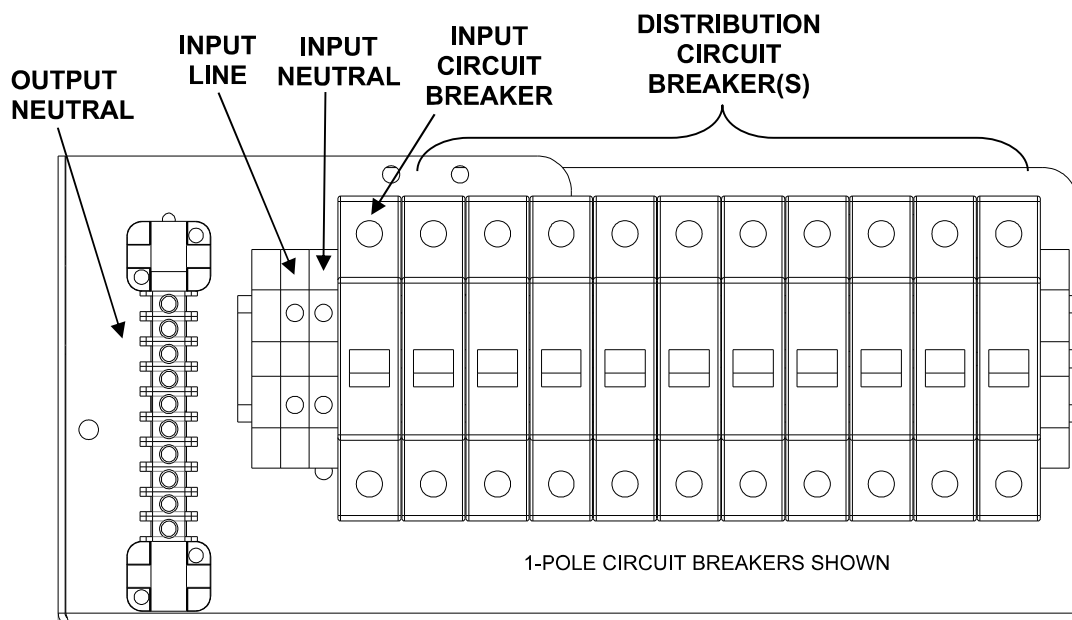 OUTPUT
NEUTRAL
INPUT
LINE
INPUT
NEUTRAL
INPUT
CIRCUIT
BREAKER
DISTRIBUTION
CIRCUIT
BREAKER(S)
1-POLE CIRCUIT BREAKERS SHOWN